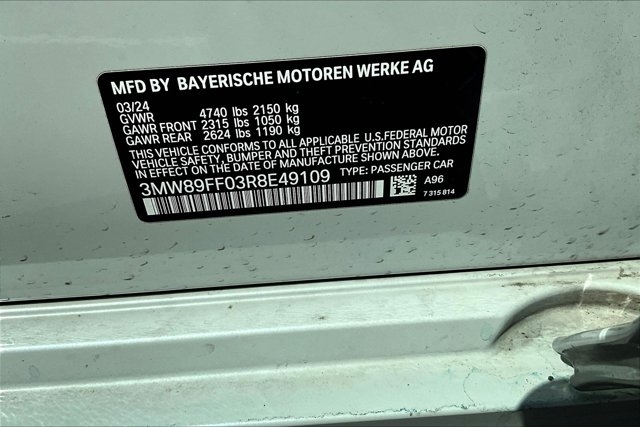 MFD BY BAYERISCHE MOTOREN WERKE AG
03/24
GVWR 4740 lbs 2150 kg
GAWR FRONT 2315 lbs 1050 kg
GAWR REAR 2624 lbs 1190 kg
THIS VEHICLE CONFORMS TO ALL APPLICABLE U.S.FEDERAL MOTOR
VEHICLE SAFETY, BUMPER AND THEFT PREVENTION STANDARDS
IN EFFECT ON THE DATE OF MANUFACTURE SHOWN ABOVE.
3MW89FF03R8E49109 TYPE: PASSENGER CAR
A96
7 315 814